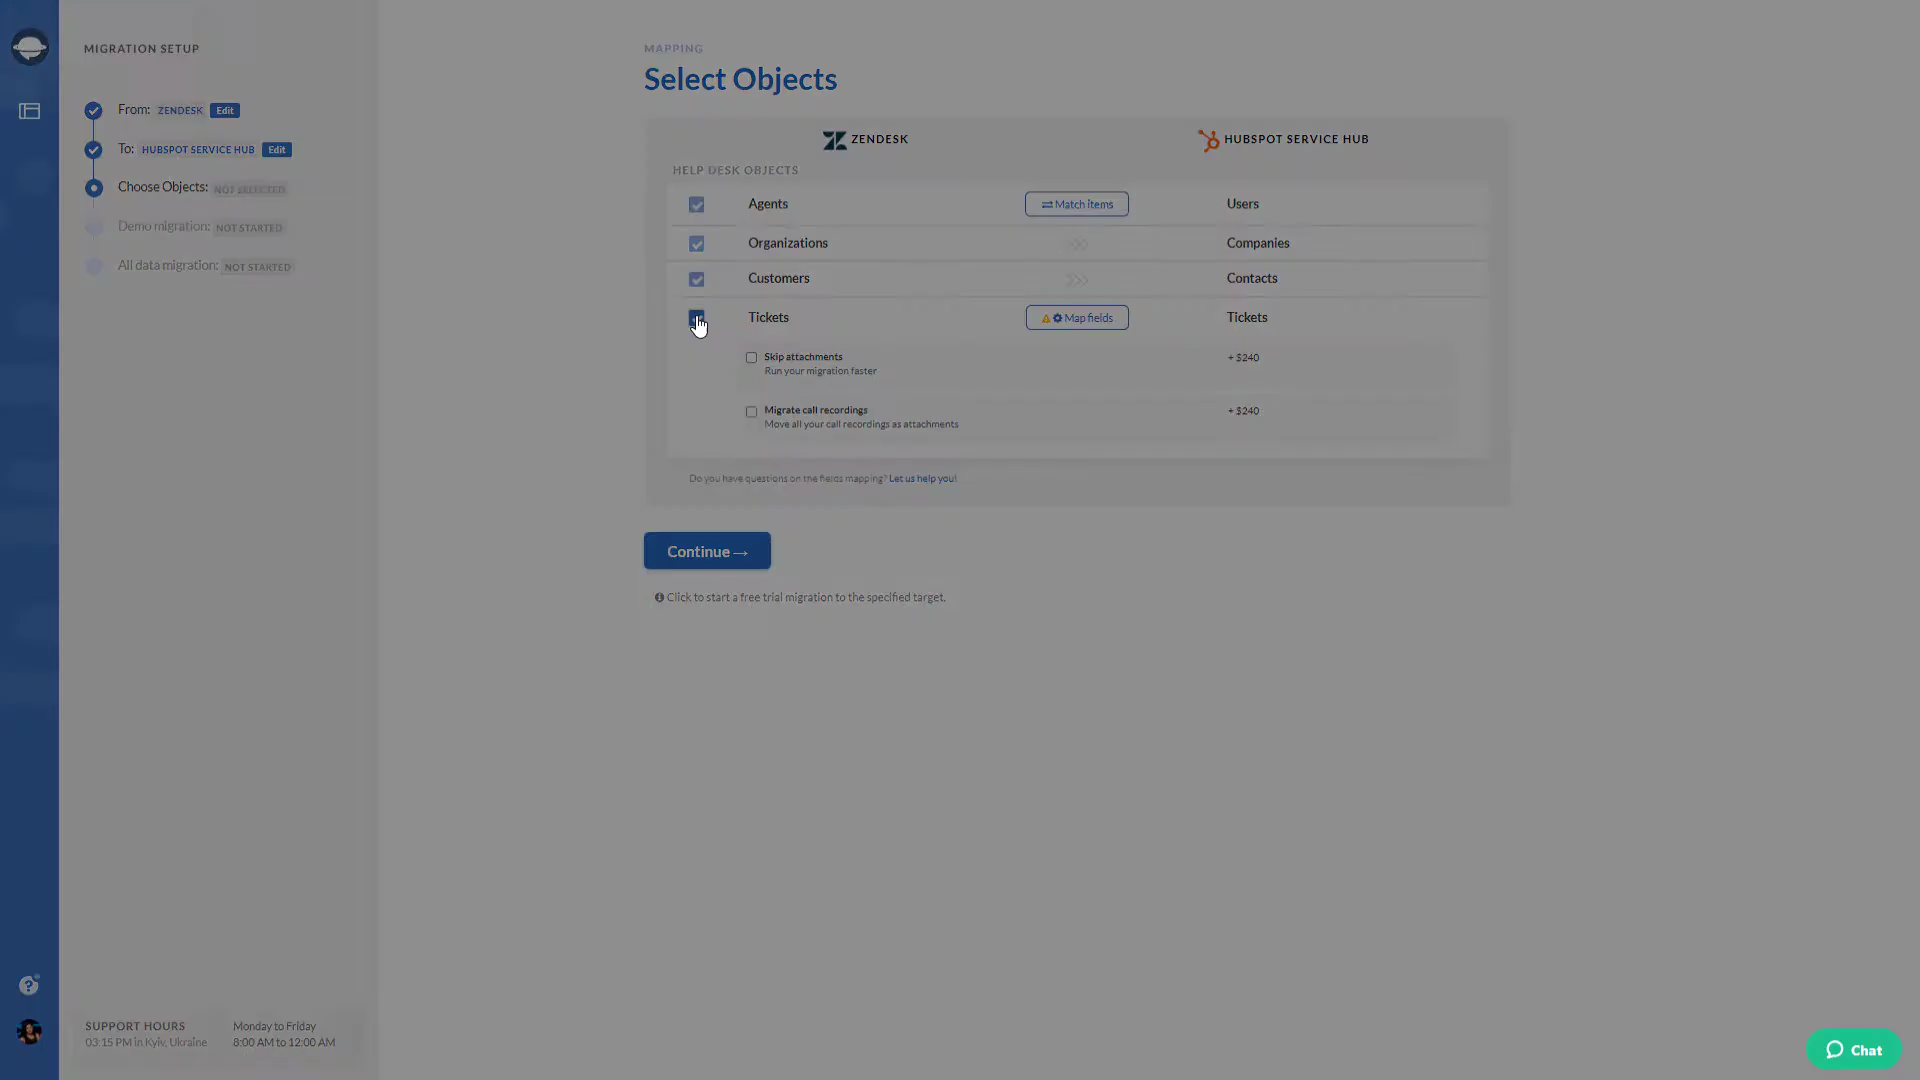 MIGRATION SETUP
From: ZENDESK Edit
To: HUBSPOT SERVICE HUB Edit
Choose Objects: NOT SELECTED
Demo migration: NOT STARTED
All data migration: NOT STARTED
MAPPING
Select Objects
ZENDESK HUBSPOT SERVICE HUB
HELP DESK OBJECTS
Agents Match items Users
Organizations Companies
Customers Contacts
Tickets Map fields Tickets
Skip attachments + $240
Run your migration faster
Migrate call recordings + $240
Move all your call recordings as attachments
Do you have questions on the fields mapping? Let us help you!
Continue →
Click to start a free trial migration to the specified target.
SUPPORT HOURS Monday to Friday
03:15 PM in Kyiv, Ukraine 8:00 AM to 12:00 AM
Chat